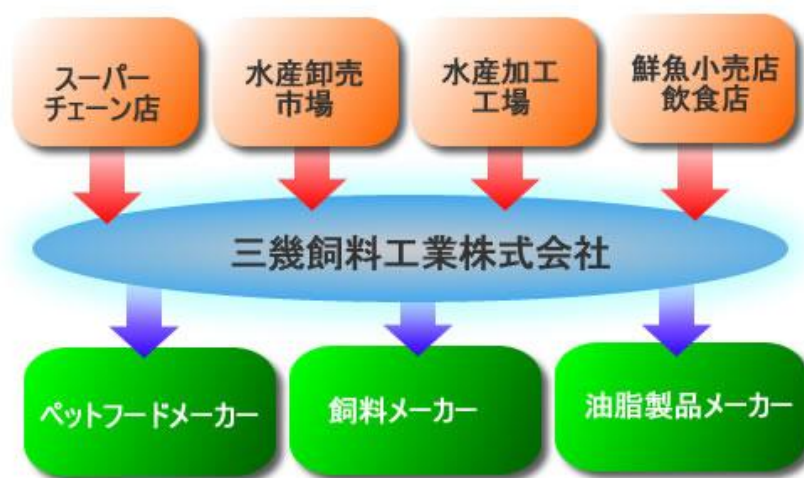 スーパー
チェーン店
水産卸売
市場
水産加工
工場
鮮魚小売店
飲食店
三幾飼料工業株式会社
ペットフードメーカー
飼料メーカー
油脂製品メーカー